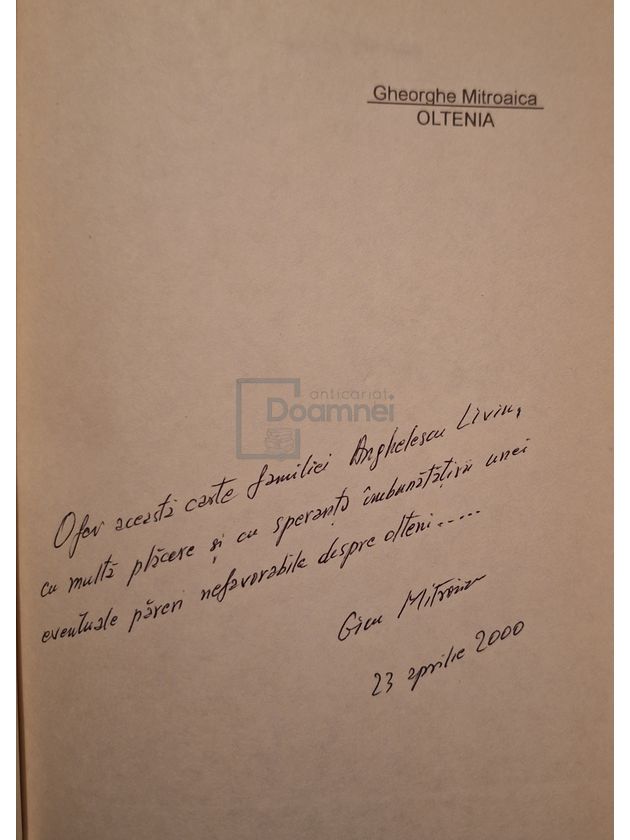 Gheorghe Mitroaica
OLTENIA
anticariat
Doamnei
Ofer această carte familiei Anghelescu Liviu,
cu multă plăcere și cu speranța îmbunătățirii unei
eventuale păreri nefavorabile despre olteni.....
Gicu Mitroica
23 aprilie 2000